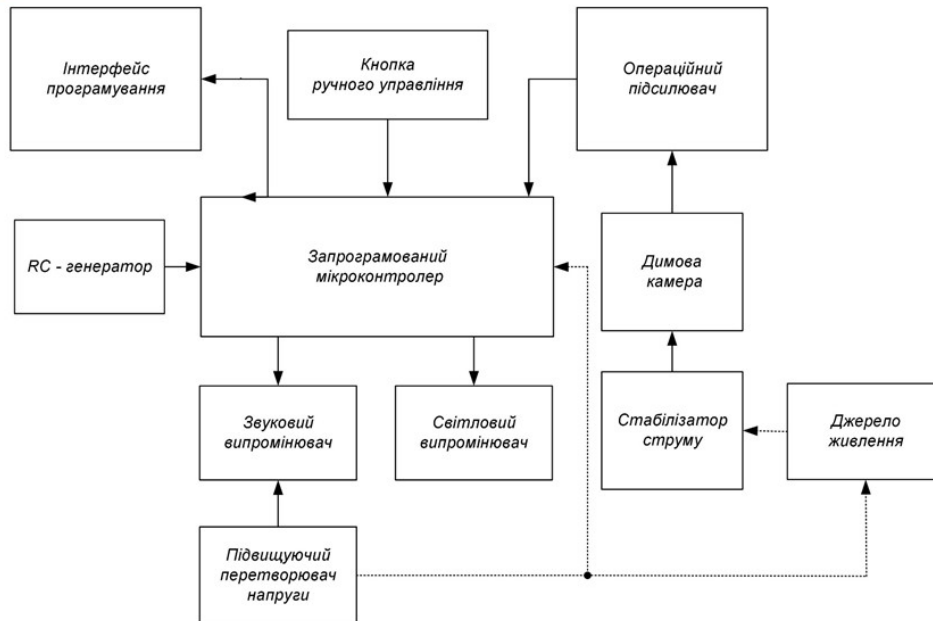 Інтерфейс
програмування
Кнопка
ручного управління
Операційний
підсилювач
RC - генератор
Запрограмований
мікроконтролер
Димова
камера
Звуковий
випромінювач
Світловий
випромінювач
Стабілізатор
струму
Джерело
живлення
Підвищуючий
перетворювач
напруги